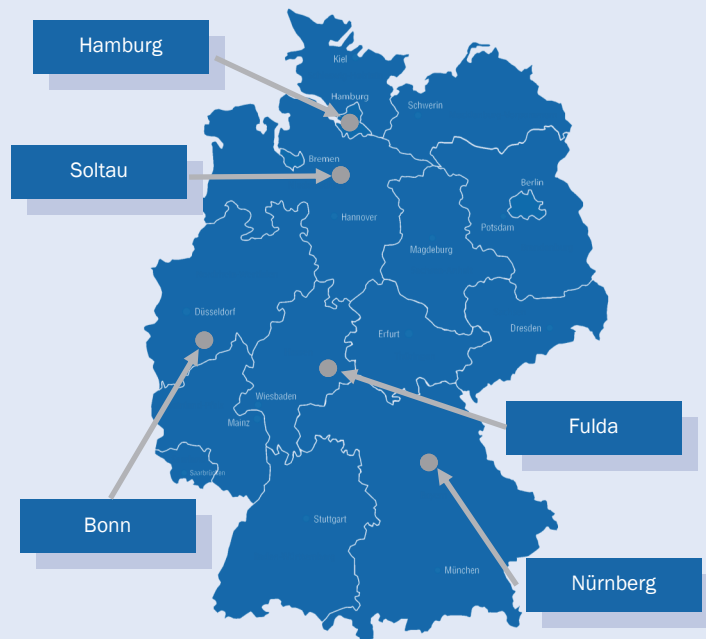 Hamburg
Kiel
Hamburg
Schwerin
Soltau
Bremen
Berlin
Hannover
Potsdam
Magdeburg
Düsseldorf
Erfurt
Dresden
Wiesbaden
Fulda
Mainz
Saarbrücken
Bonn
Stuttgart
München
Nürnberg